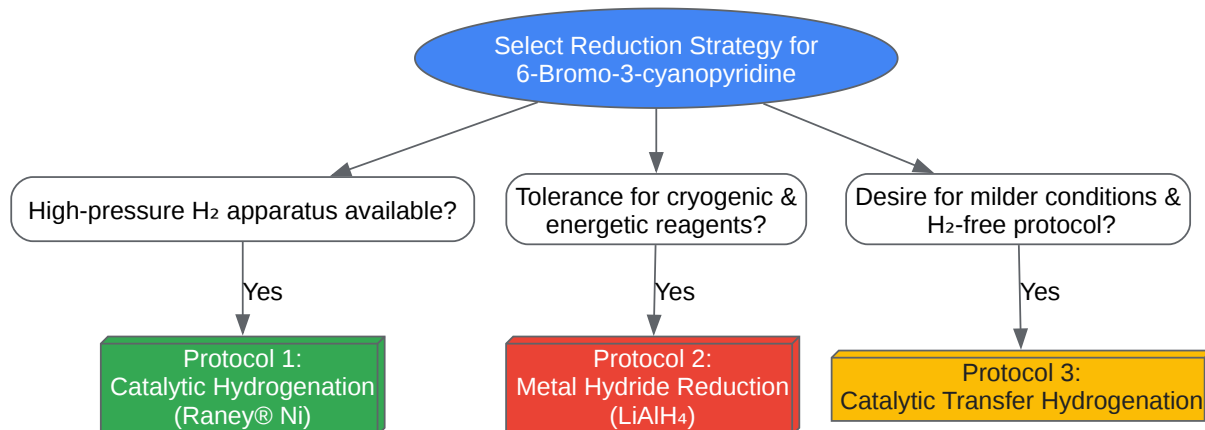 Select Reduction Strategy for
6-Bromo-3-cyanopyridine
High-pressure H₂ apparatus available?
Tolerance for cryogenic &
energetic reagents?
Desire for milder conditions &
H₂-free protocol?
Yes
Yes
Yes
Protocol 1:
Catalytic Hydrogenation
(Raney® Ni)
Protocol 2:
Metal Hydride Reduction
(LiAlH₄)
Protocol 3:
Catalytic Transfer Hydrogenation